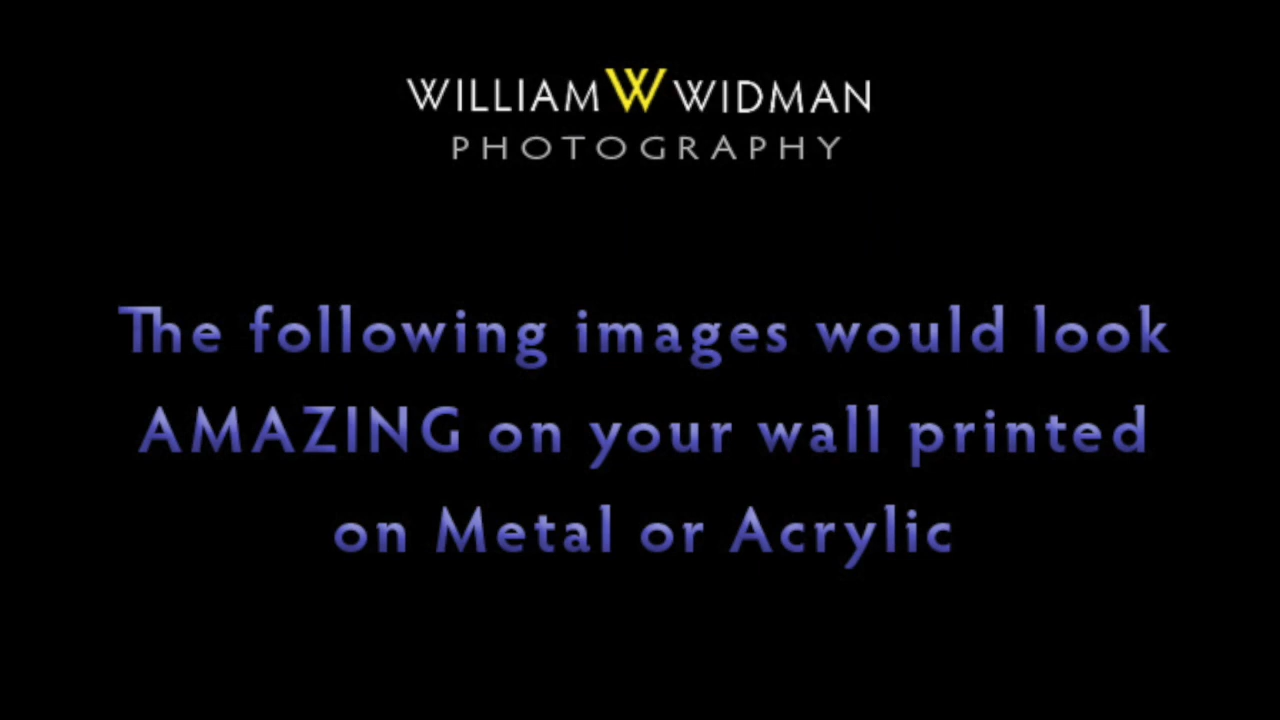 WILLIAM W WIDMAN
PHOTOGRAPHY
The following images would look
AMAZING on your wall printed
on Metal or Acrylic